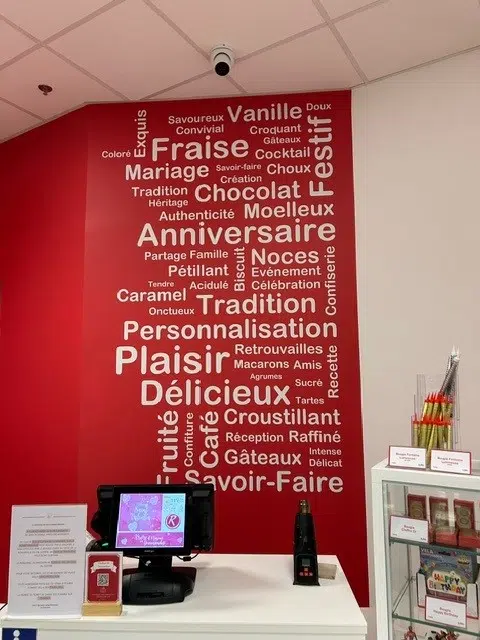 Exquis
Savoureux Vanille Doux
Convivial Croquant
Gâteaux
Coloré Fraise Cocktail Festif
Mariage Savoir-faire Choux
Création
Tradition Chocolat
Héritage
Authenticité Moelleux
Anniversaire
Partage Famille Biscuit Noces Confiserie
Pétillant Evénement
Tendre Acidulé Célébration
Caramel Tradition
Onctueux
Personnalisation
Plaisir Retrouvailles
Macarons Amis Recette
Agrumes
Délicieux Sucré
Tartes
Fruité Confiture Café Croustillant
Réception Raffiné
Gâteaux Intense
Délicat
Savoir-Faire
HAPPY
BIRTHDAY